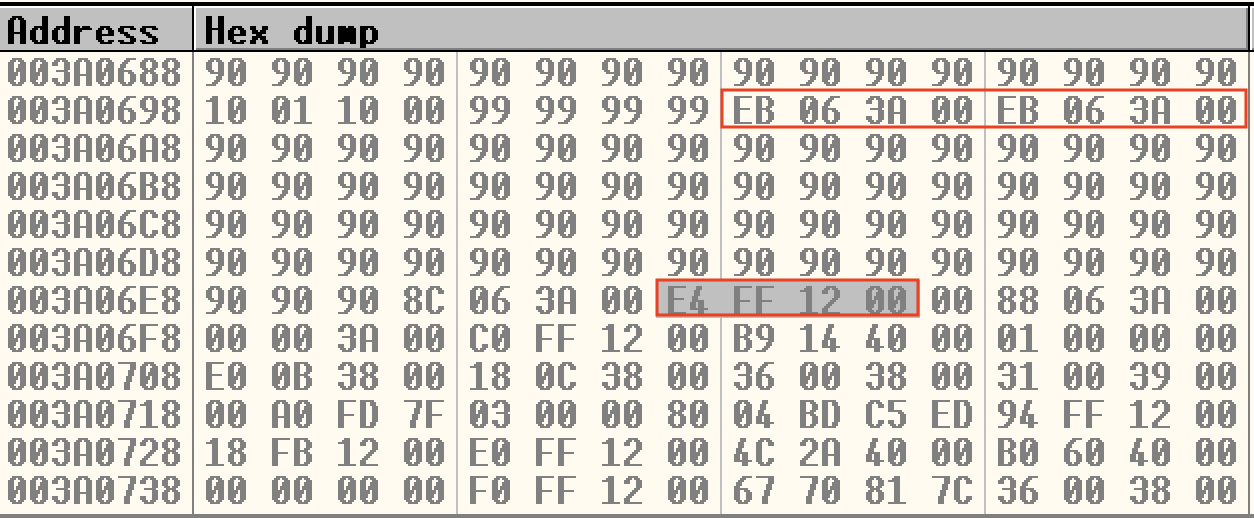 Address Hex dump
003A0688 90 90 90 90 90 90 90 90 90 90 90 90 90 90 90 90
003A0698 10 01 10 00 99 99 99 99 EB 06 3A 00 EB 06 3A 00
003A06A8 90 90 90 90 90 90 90 90 90 90 90 90 90 90 90 90
003A06B8 90 90 90 90 90 90 90 90 90 90 90 90 90 90 90 90
003A06C8 90 90 90 90 90 90 90 90 90 90 90 90 90 90 90 90
003A06D8 90 90 90 90 90 90 90 90 90 90 90 90 90 90 90 90
003A06E8 90 90 90 8C 06 3A 00 E4 FF 12 00 00 88 06 3A 00
003A06F8 00 00 3A 00 C0 FF 12 00 B9 14 40 00 01 00 00 00
003A0708 E0 0B 38 00 18 0C 38 00 36 00 38 00 31 00 39 00
003A0718 00 A0 FD 7F 03 00 00 80 04 BD C5 ED 94 FF 12 00
003A0728 18 FB 12 00 E0 FF 12 00 4C 2A 40 00 B0 60 40 00
003A0738 00 00 00 00 F0 FF 12 00 67 70 81 7C 36 00 38 00